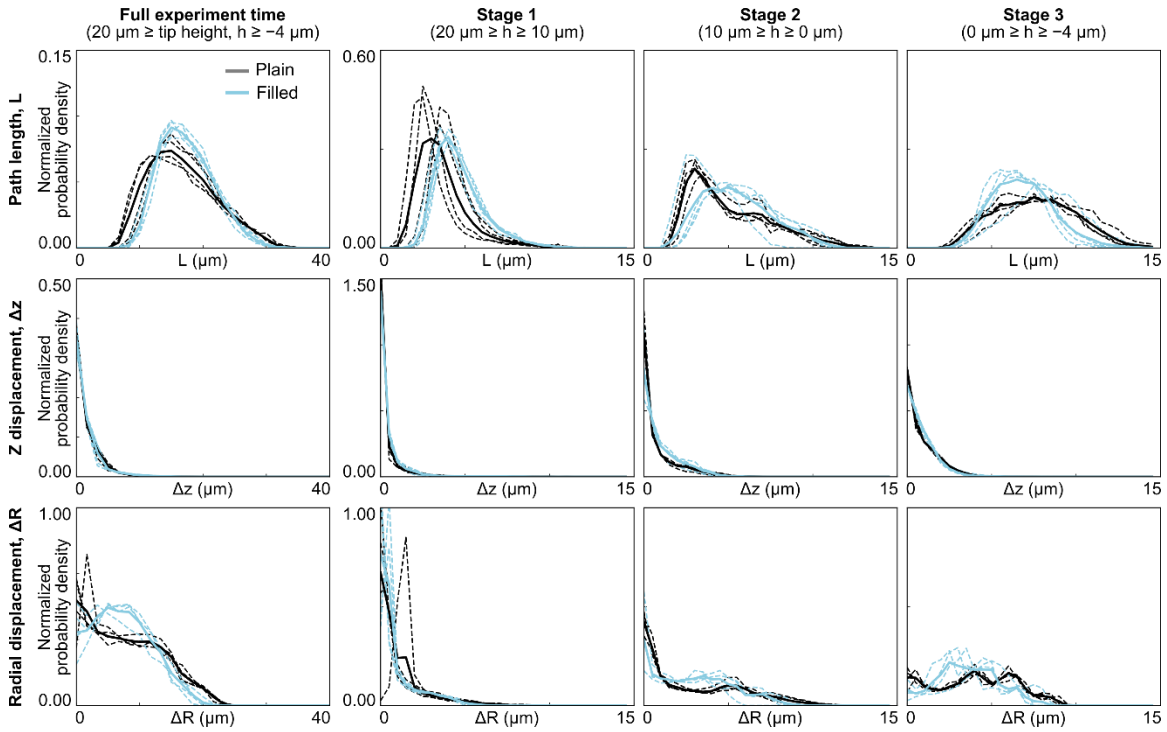 Full experiment time
(20 µm ≥ tip height, h ≥ −4 µm)
Stage 1
(20 µm ≥ h ≥ 10 µm)
Stage 2
(10 µm ≥ h ≥ 0 µm)
Stage 3
(0 µm ≥ h ≥ −4 µm)
Path length, L
Normalized
probability density
0.15
0.00
Plain
Filled
0
L (µm)
40
0.60
0.00
0
L (µm)
15
0
L (µm)
15
0
L (µm)
15
Z displacement, Δz
Normalized
probability density
0.50
0.00
0
Δz (µm)
40
1.50
0.00
0
Δz (µm)
15
0
Δz (µm)
15
0
Δz (µm)
15
Radial displacement, ΔR
Normalized
probability density
1.00
0.00
0
ΔR (µm)
40
1.00
0.00
0
ΔR (µm)
15
0
ΔR (µm)
15
0
ΔR (µm)
15